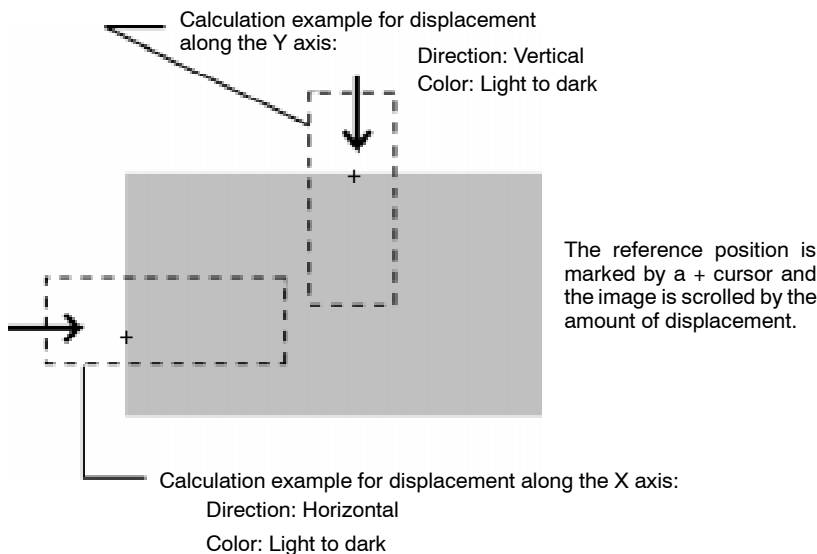 Calculation example for displacement
along the Y axis:
Direction: Vertical
Color: Light to dark
The reference position is
marked by a + cursor and
the image is scrolled by the
amount of displacement.
Calculation example for displacement along the X axis:
Direction: Horizontal
Color: Light to dark